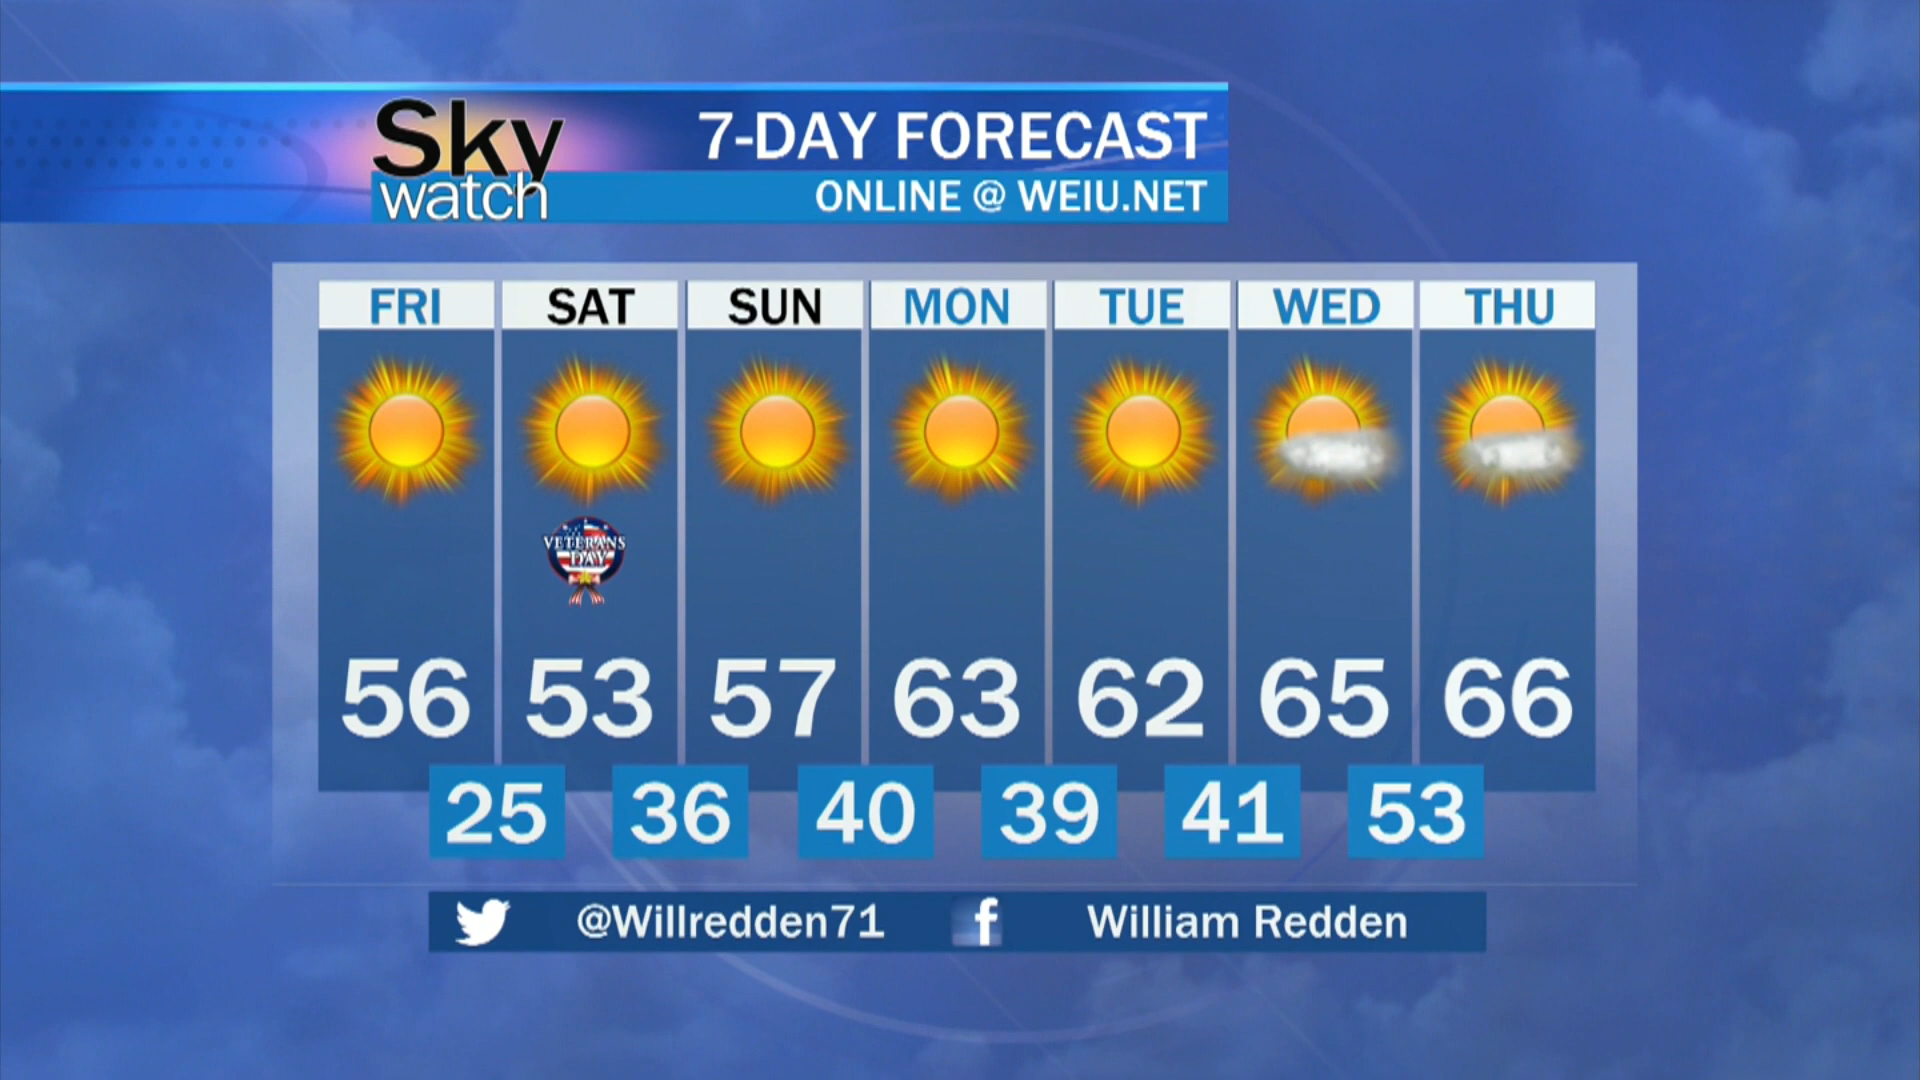 Sky
watch
7-DAY FORECAST
ONLINE @ WEIU.NET
FRI SAT SUN MON TUE WED THU
VETERANS
DAY
56 53 57 63 62 65 66
25 36 40 39 41 53
@Willredden71 f William Redden